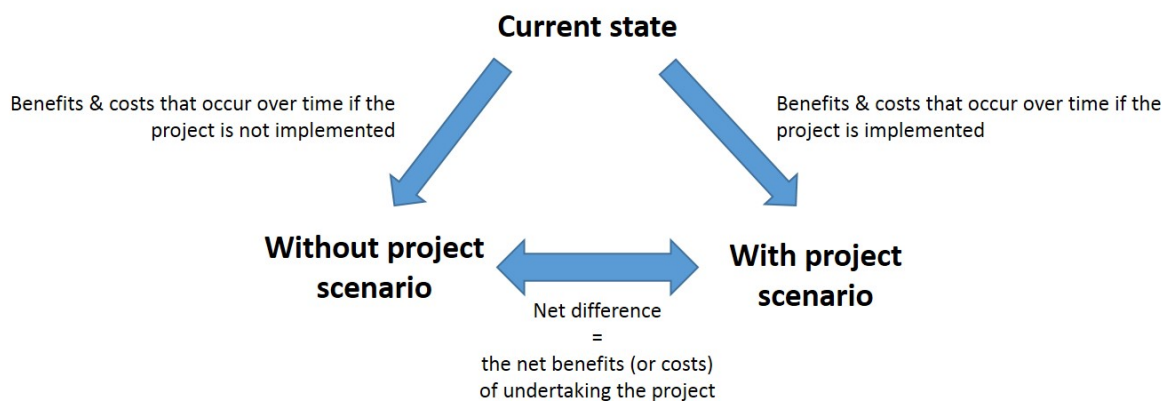 Current state
Benefits & costs that occur over time if the
project is not implemented
Benefits & costs that occur over time if the
project is implemented
Without project
scenario
With project
scenario
Net difference
=
the net benefits (or costs)
of undertaking the project